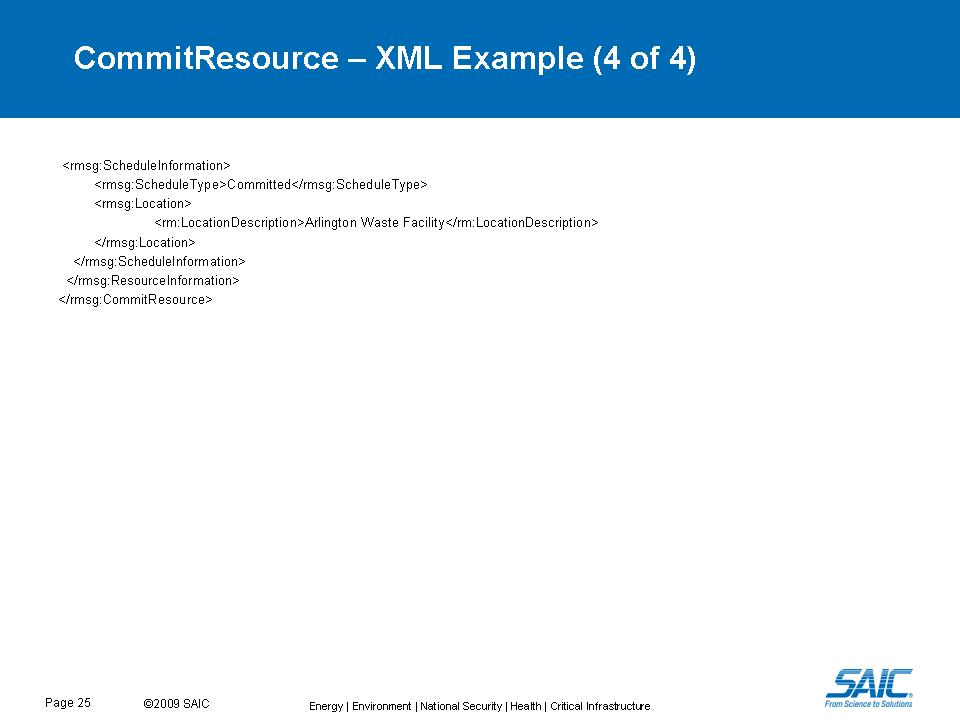 CommitResource – XML Example (4 of 4)
<rmsg:ScheduleInformation>
<rmsg:ScheduleType>Committed</rmsg:ScheduleType>
<rmsg:Location>
<rm:LocationDescription>Arlington Waste Facility</rm:LocationDescription>
</rmsg:Location>
</rmsg:ScheduleInformation>
</rmsg:ResourceInformation>
</rmsg:CommitResource>
SAIC
From Science to Solutions
Page 25
©2009 SAIC
Energy | Environment | National Security | Health | Critical Infrastructure